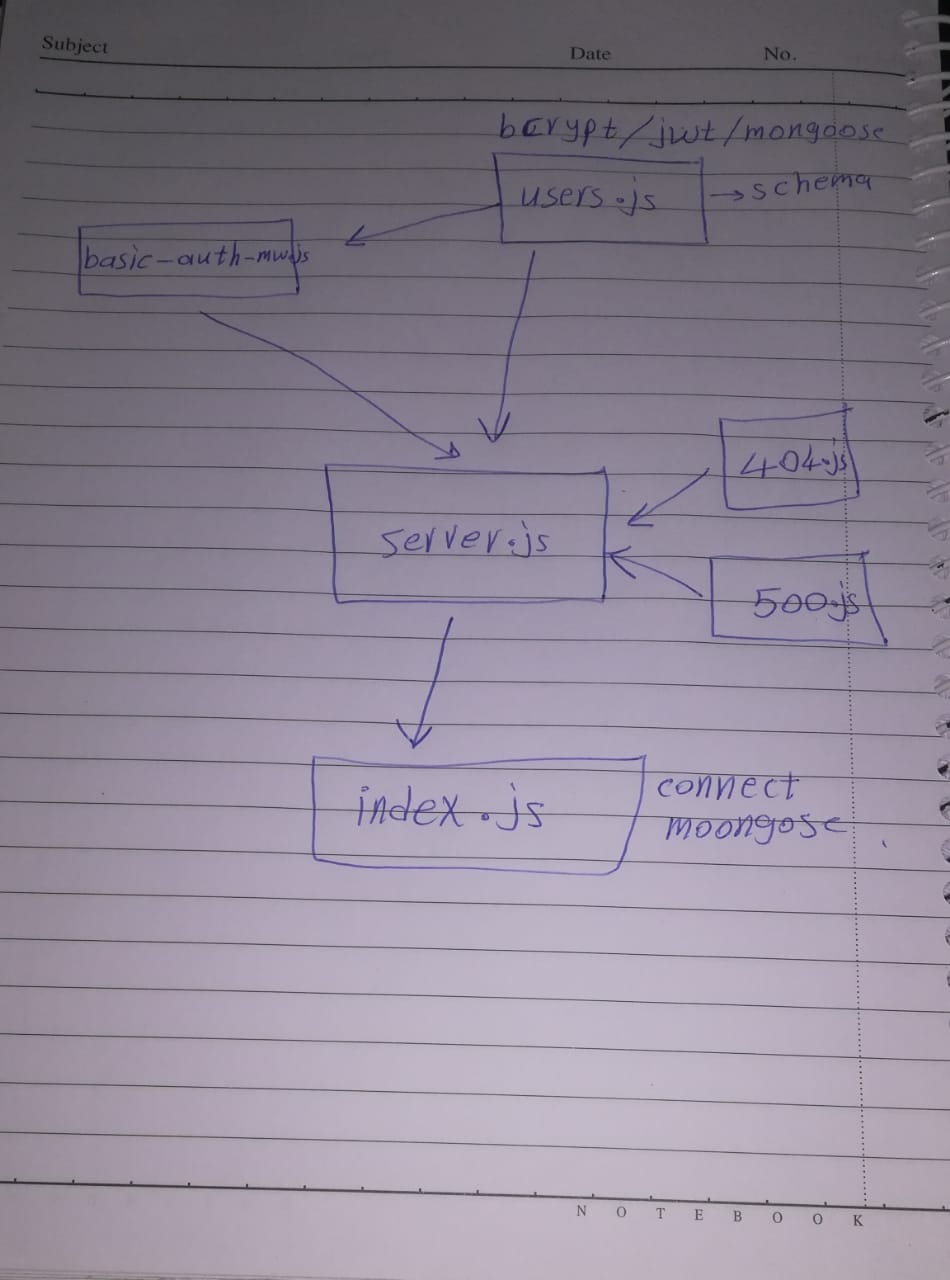 Subject
Date No.
bcrypt/jwt/mongoose
users.js → schema
basic-auth-mw.js
404.js
server.js
500.js
index.js
connect
moongose
NOTEBOOK